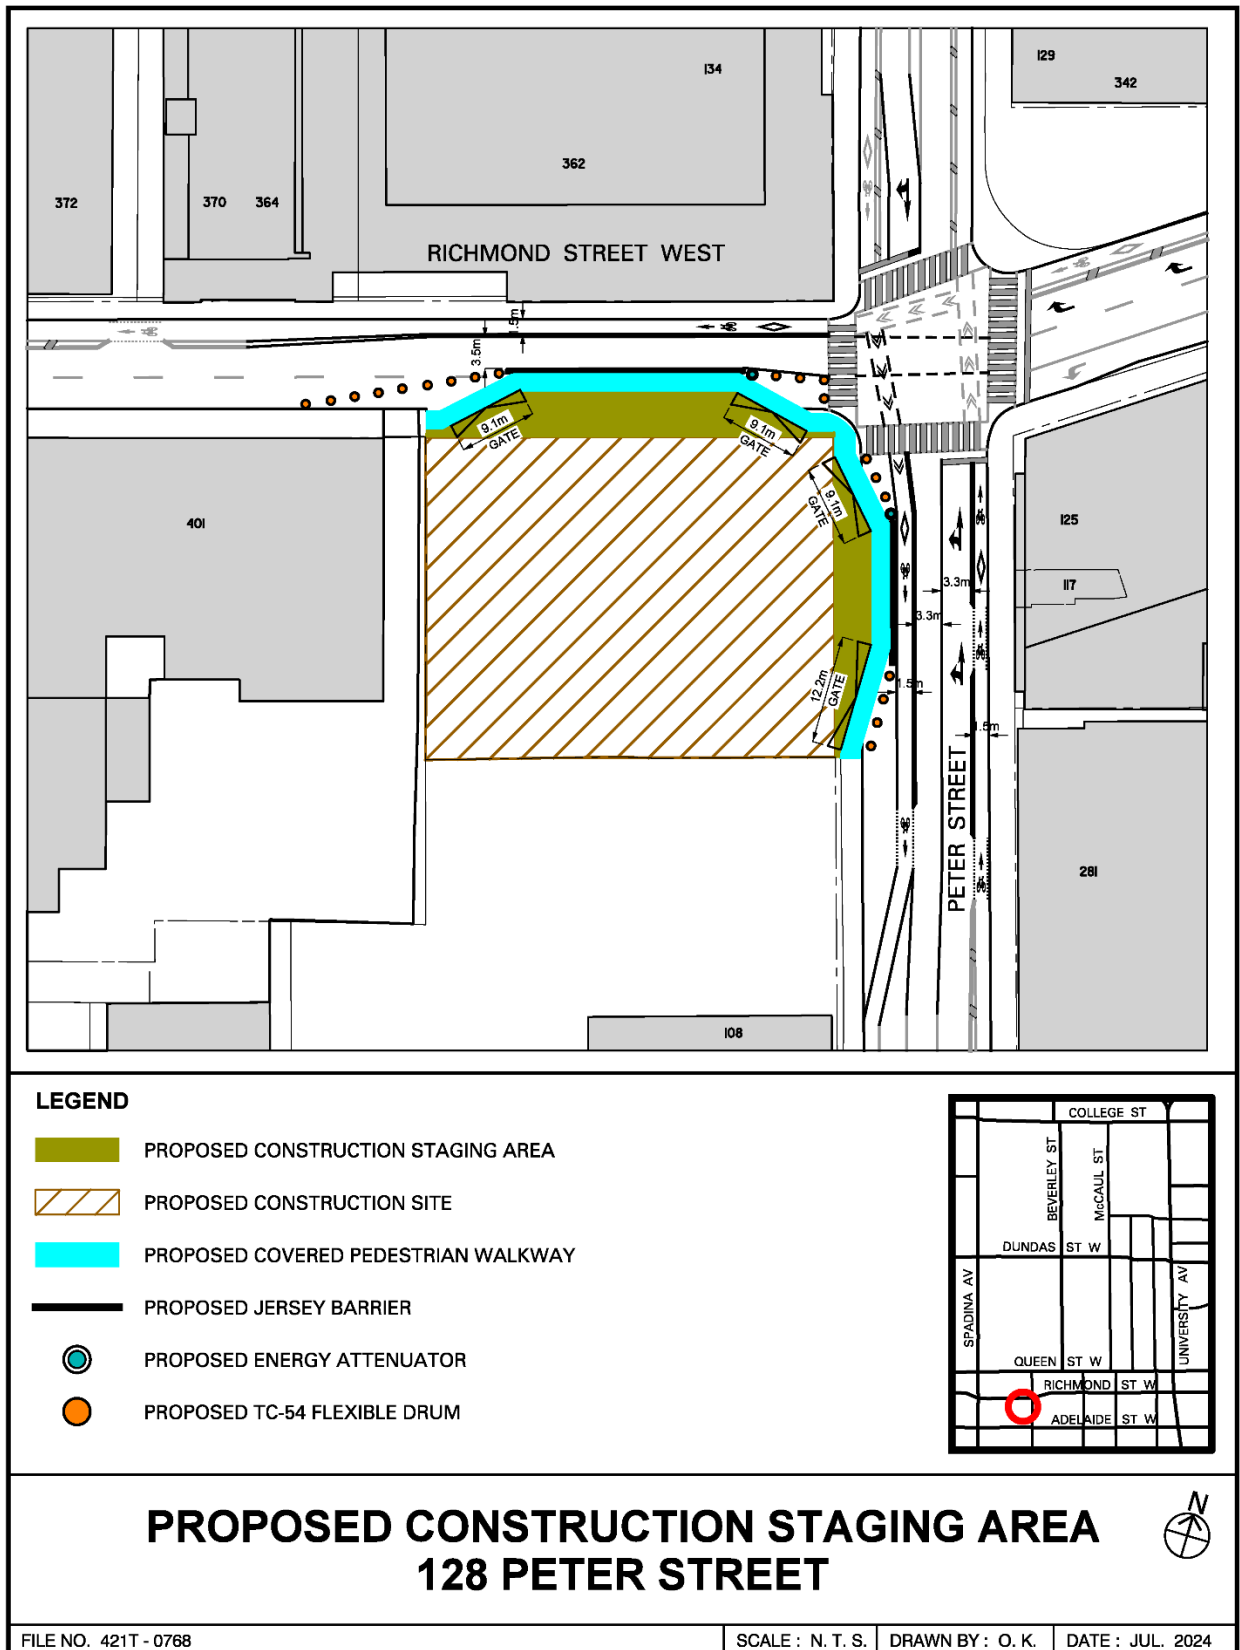 134
129
342
362
372
370
364
RICHMOND STREET WEST
1.5m
3.5m
9.1m
GATE
9.1m
GATE
9.1m
GATE
401
125
117
3.3m
3.3m
12.2m
GATE
1.5m
1.5m
PETER STREET
281
108
LEGEND
PROPOSED CONSTRUCTION STAGING AREA
PROPOSED CONSTRUCTION SITE
PROPOSED COVERED PEDESTRIAN WALKWAY
PROPOSED JERSEY BARRIER
PROPOSED ENERGY ATTENUATOR
PROPOSED TC-54 FLEXIBLE DRUM
COLLEGE ST
BEVERLEY ST
McCAUL ST
DUNDAS ST W
SPADINA AV
UNIVERSITY AV
QUEEN ST W
RICHMOND ST W
ADELAIDE ST W
PROPOSED CONSTRUCTION STAGING AREA
128 PETER STREET
N
FILE NO. 421T - 0768
SCALE : N. T. S.
DRAWN BY : O. K.
DATE : JUL. 2024